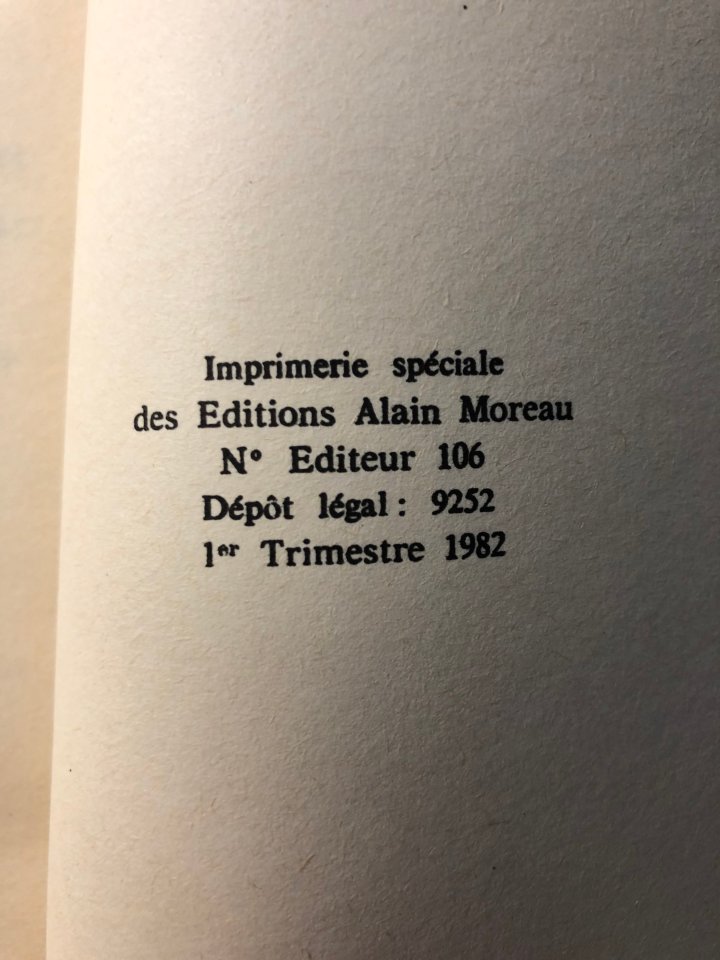 Imprimerie spéciale
des Editions Alain Moreau
N° Editeur 106
Dépôt légal : 9252
1er Trimestre 1982